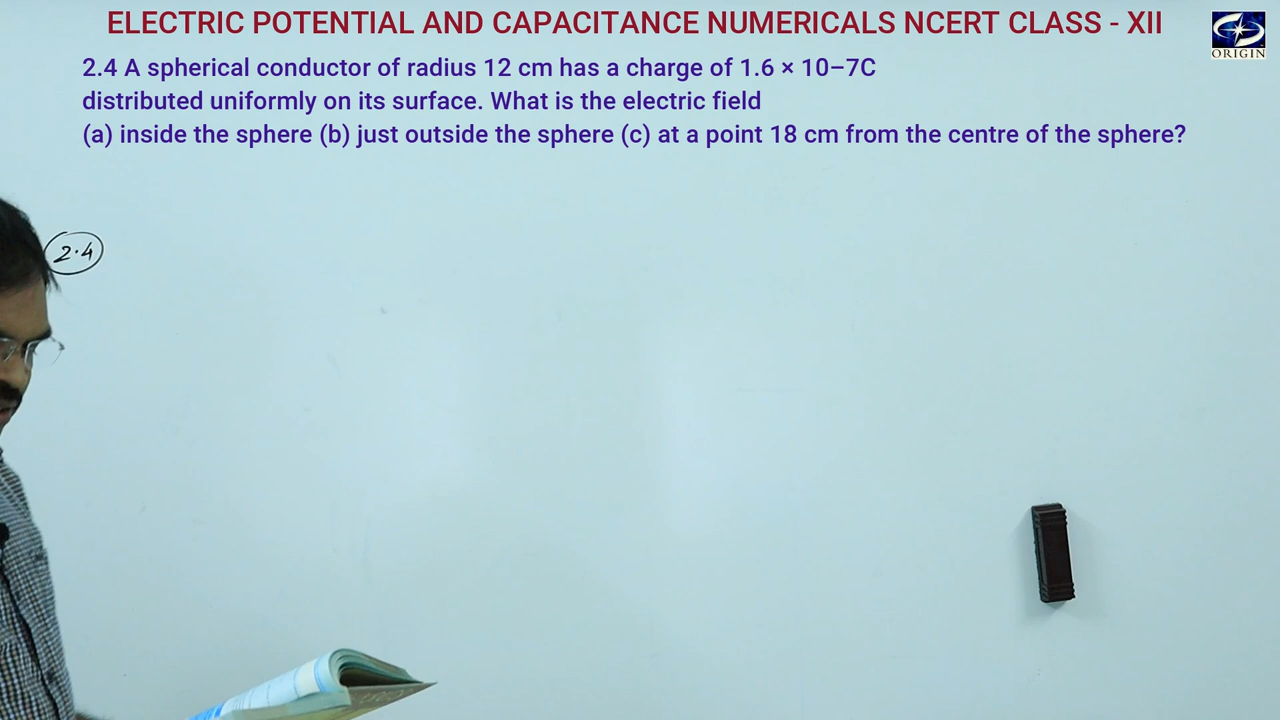 ELECTRIC POTENTIAL AND CAPACITANCE NUMERICALS NCERT CLASS - XII
ORIGIN
2.4 A spherical conductor of radius 12 cm has a charge of 1.6 × 10–7C
distributed uniformly on its surface. What is the electric field
(a) inside the sphere (b) just outside the sphere (c) at a point 18 cm from the centre of the sphere?
2.4